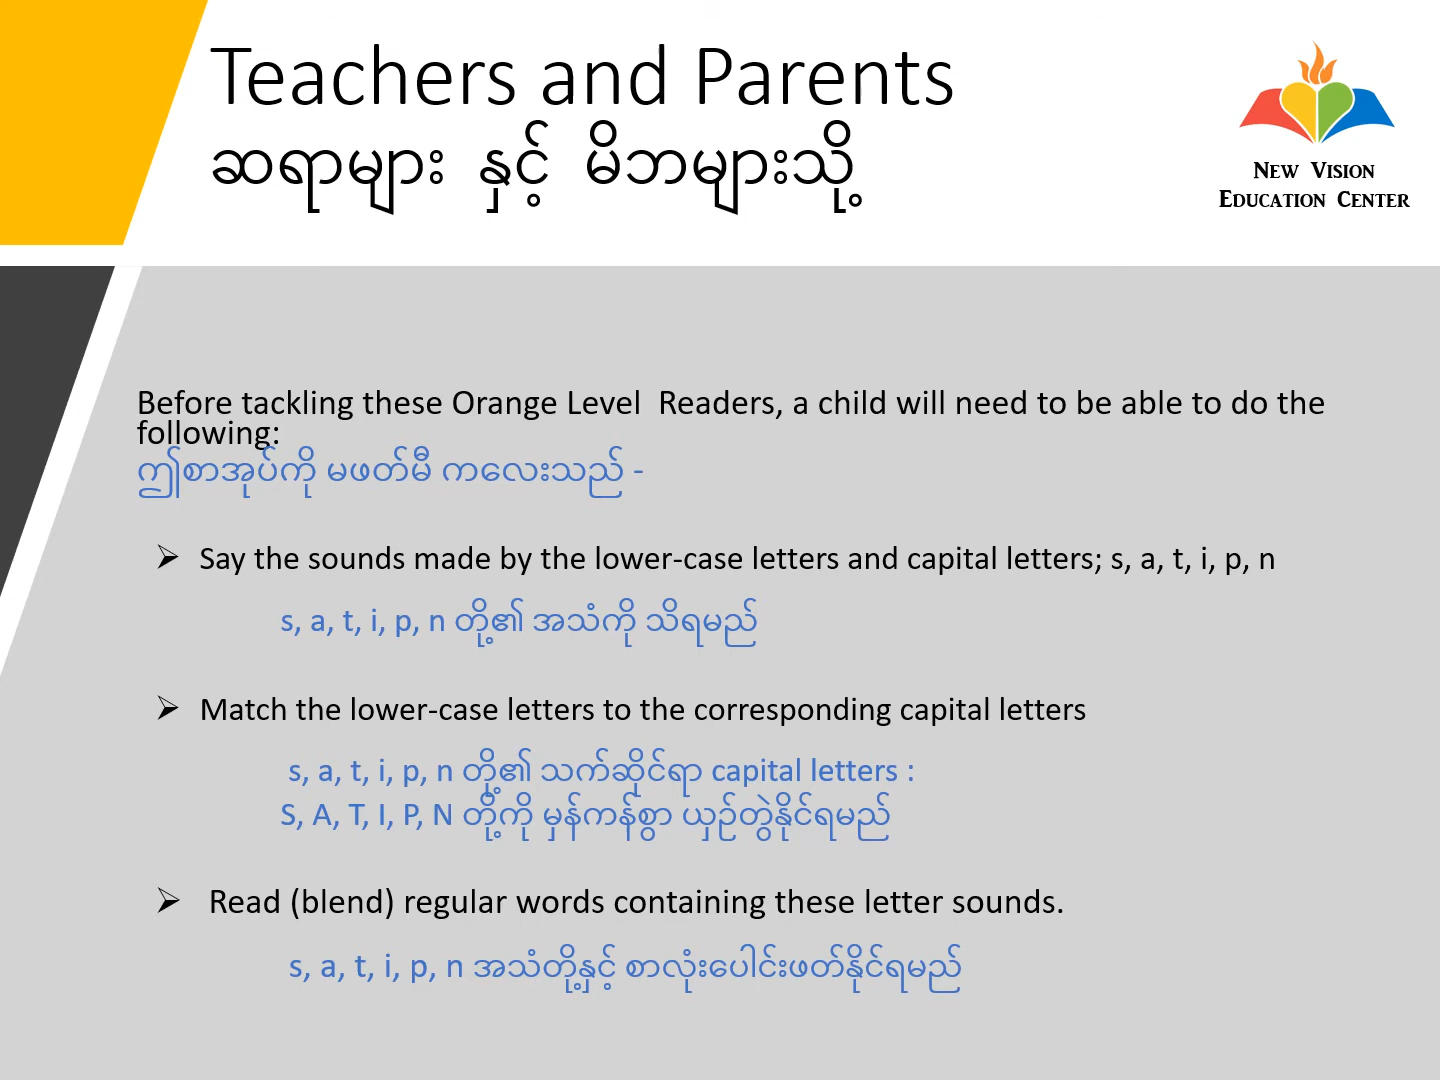 Teachers and Parents
ဆရာများ နှင့် မိဘများသို့
New Vision
Education Center
Before tackling these Orange Level Readers, a child will need to be able to do the
following:
ဤစာအုပ်ကို မဖတ်မီ ကလေးသည် -
➢ Say the sounds made by the lower-case letters and capital letters; s, a, t, i, p, n
s, a, t, i, p, n တို့၏ အသံကို သိရမည်
➢ Match the lower-case letters to the corresponding capital letters
s, a, t, i, p, n တို့၏ သက်ဆိုင်ရာ capital letters :
S, A, T, I, P, N တို့ကို မှန်ကန်စွာ ယှဉ်တွဲနိုင်ရမည်
➢ Read (blend) regular words containing these letter sounds.
s, a, t, i, p, n အသံတို့နှင့် စာလုံးပေါင်းဖတ်နိုင်ရမည်